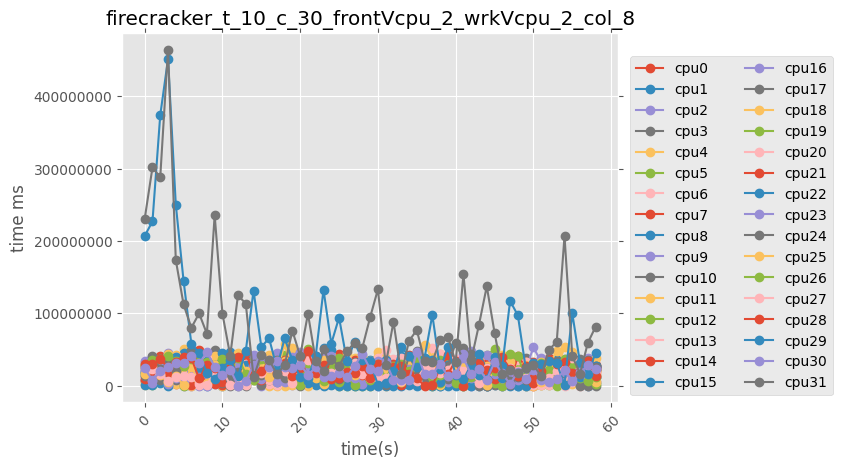 firecracker_t_10_c_30_frontVcpu_2_wrkVcpu_2_col_8
400000000
300000000
200000000
100000000
0
time ms
0
10
20
30
40
50
60
time(s)
cpu0
cpu1
cpu2
cpu3
cpu4
cpu5
cpu6
cpu7
cpu8
cpu9
cpu10
cpu11
cpu12
cpu13
cpu14
cpu15
cpu16
cpu17
cpu18
cpu19
cpu20
cpu21
cpu22
cpu23
cpu24
cpu25
cpu26
cpu27
cpu28
cpu29
cpu30
cpu31